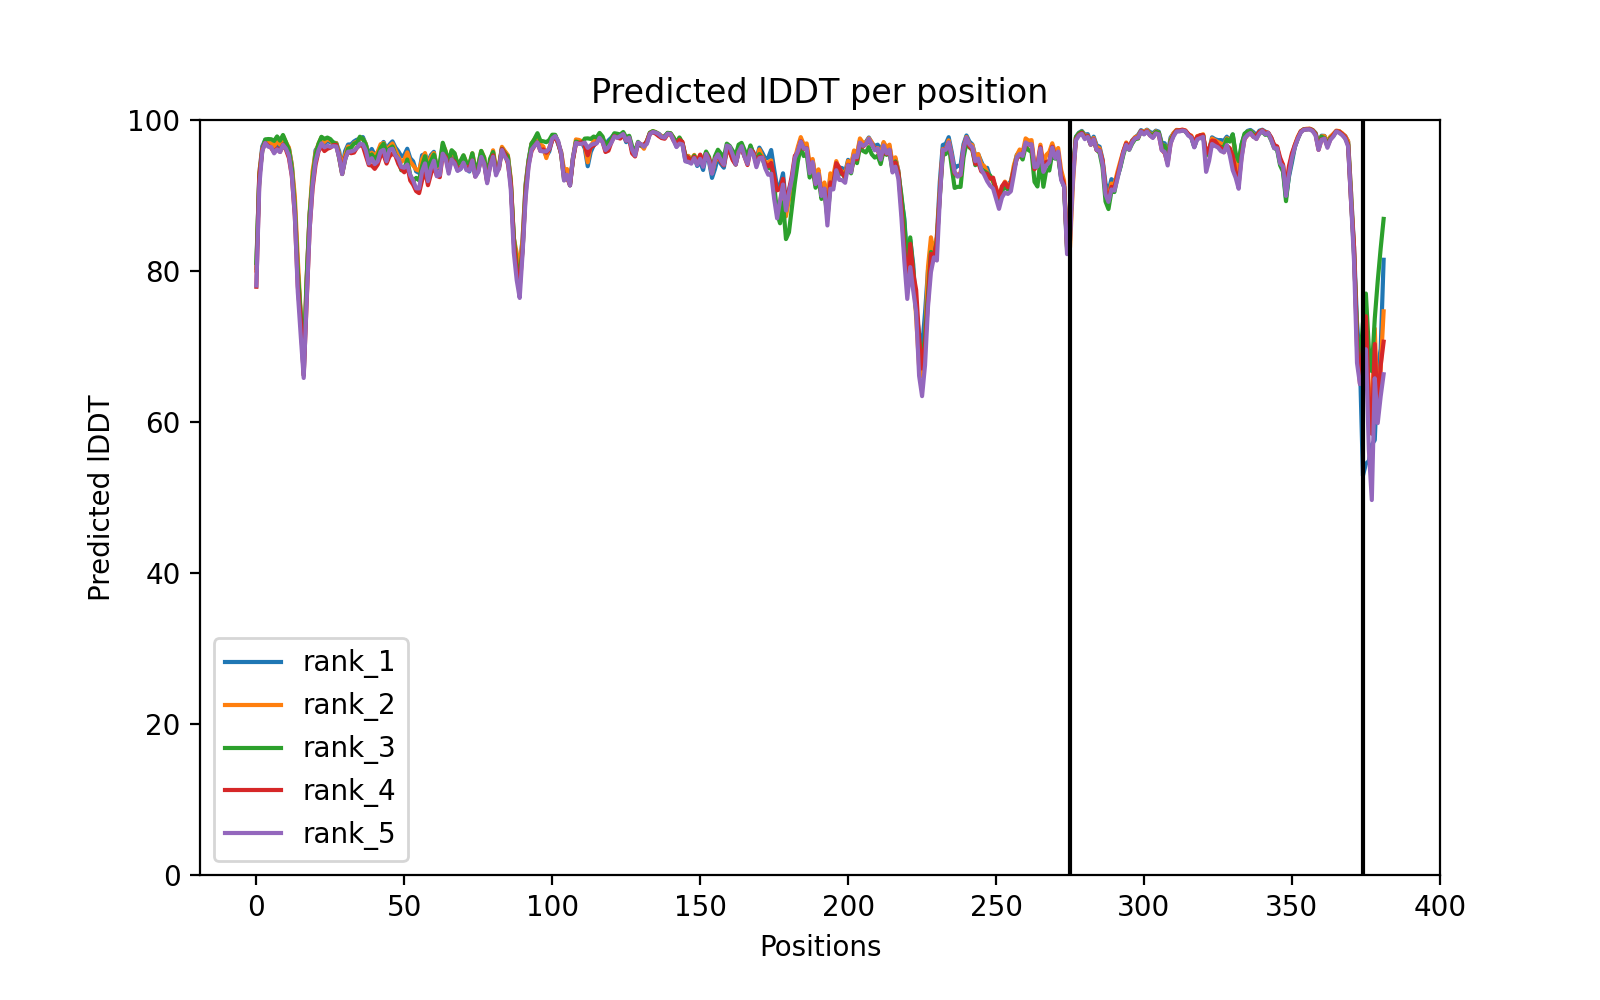 Predicted lDDT per position
100
80
60
40
20
0
Predicted lDDT
rank_1
rank_2
rank_3
rank_4
rank_5
0 50 100 150 200 250 300 350 400
Positions